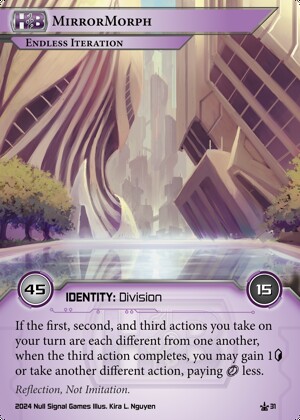 HB MirrorMorph
Endless Iteration
45 IDENTITY: Division 15
If the first, second, and third actions you take on
your turn are each different from one another,
when the third action completes, you may gain 1
or take another different action, paying less.
Reflection, Not Imitation.
2024 Null Signal Games Illus. Kira L. Nguyen 31